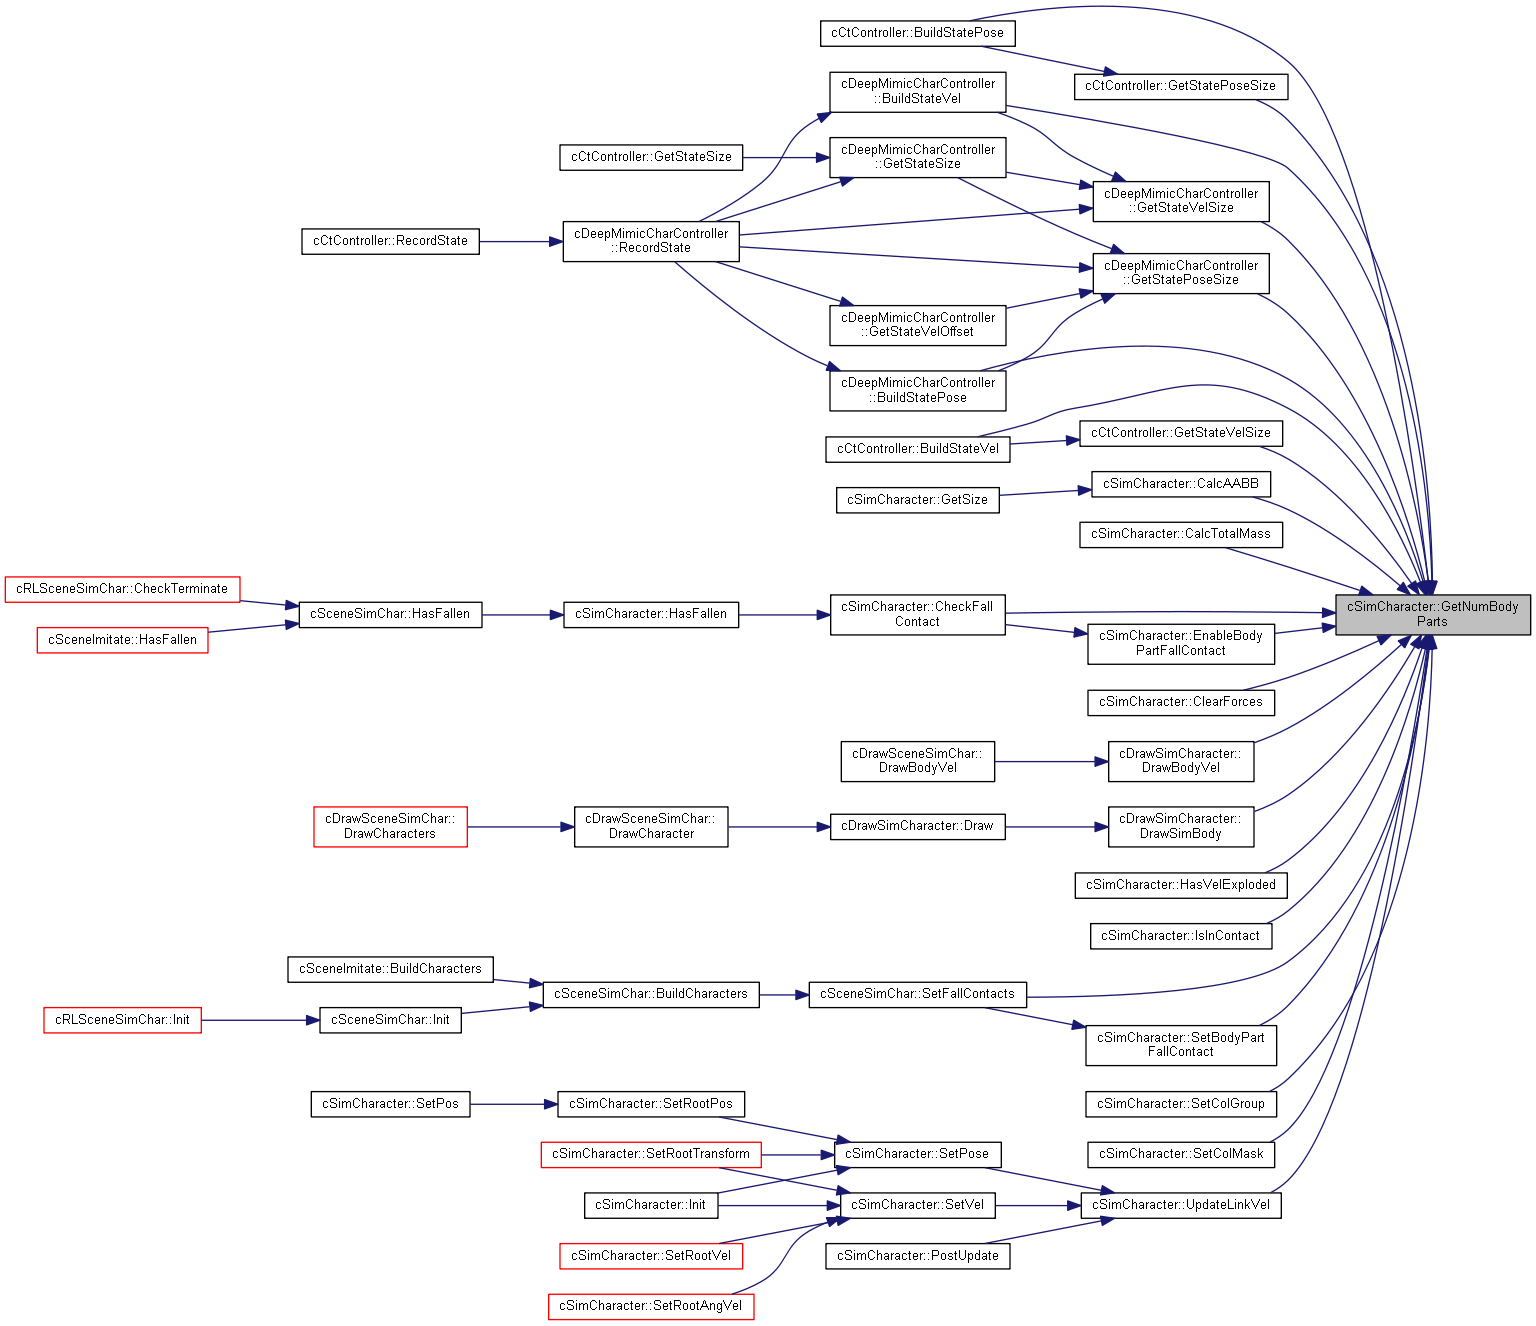 cCtController::BuildStatePose
cCtController::GetStatePoseSize
cDeepMimicCharController
::BuildStateVel
cCtController::GetStateSize
cDeepMimicCharController
::GetStateSize
cDeepMimicCharController
::GetStateVelSize
cCtController::RecordState
cDeepMimicCharController
::RecordState
cDeepMimicCharController
::GetStatePoseSize
cDeepMimicCharController
::GetStateVelOffset
cDeepMimicCharController
::BuildStatePose
cCtController::BuildStateVel
cCtController::GetStateVelSize
cSimCharacter::GetSize
cSimCharacter::CalcAABB
cSimCharacter::CalcTotalMass
cRLSceneSimChar::CheckTerminate
cSceneImitate::HasFallen
cSceneSimChar::HasFallen
cSimCharacter::HasFallen
cSimCharacter::CheckFall
Contact
cSimCharacter::EnableBody
PartFallContact
cSimCharacter::GetNumBody
Parts
cSimCharacter::ClearForces
cDrawSceneSimChar::
DrawBodyVel
cDrawSimCharacter::
DrawBodyVel
cDrawSceneSimChar::
DrawCharacters
cDrawSceneSimChar::
DrawCharacter
cDrawSimCharacter::Draw
cDrawSimCharacter::
DrawSimBody
cSimCharacter::HasVelExploded
cSimCharacter::IsInContact
cSceneImitate::BuildCharacters
cRLSceneSimChar::Init
cSceneSimChar::Init
cSceneSimChar::BuildCharacters
cSceneSimChar::SetFallContacts
cSimCharacter::SetBodyPart
FallContact
cSimCharacter::SetPos
cSimCharacter::SetRootPos
cSimCharacter::SetColGroup
cSimCharacter::SetRootTransform
cSimCharacter::SetPose
cSimCharacter::SetColMask
cSimCharacter::Init
cSimCharacter::SetVel
cSimCharacter::UpdateLinkVel
cSimCharacter::SetRootVel
cSimCharacter::PostUpdate
cSimCharacter::SetRootAngVel